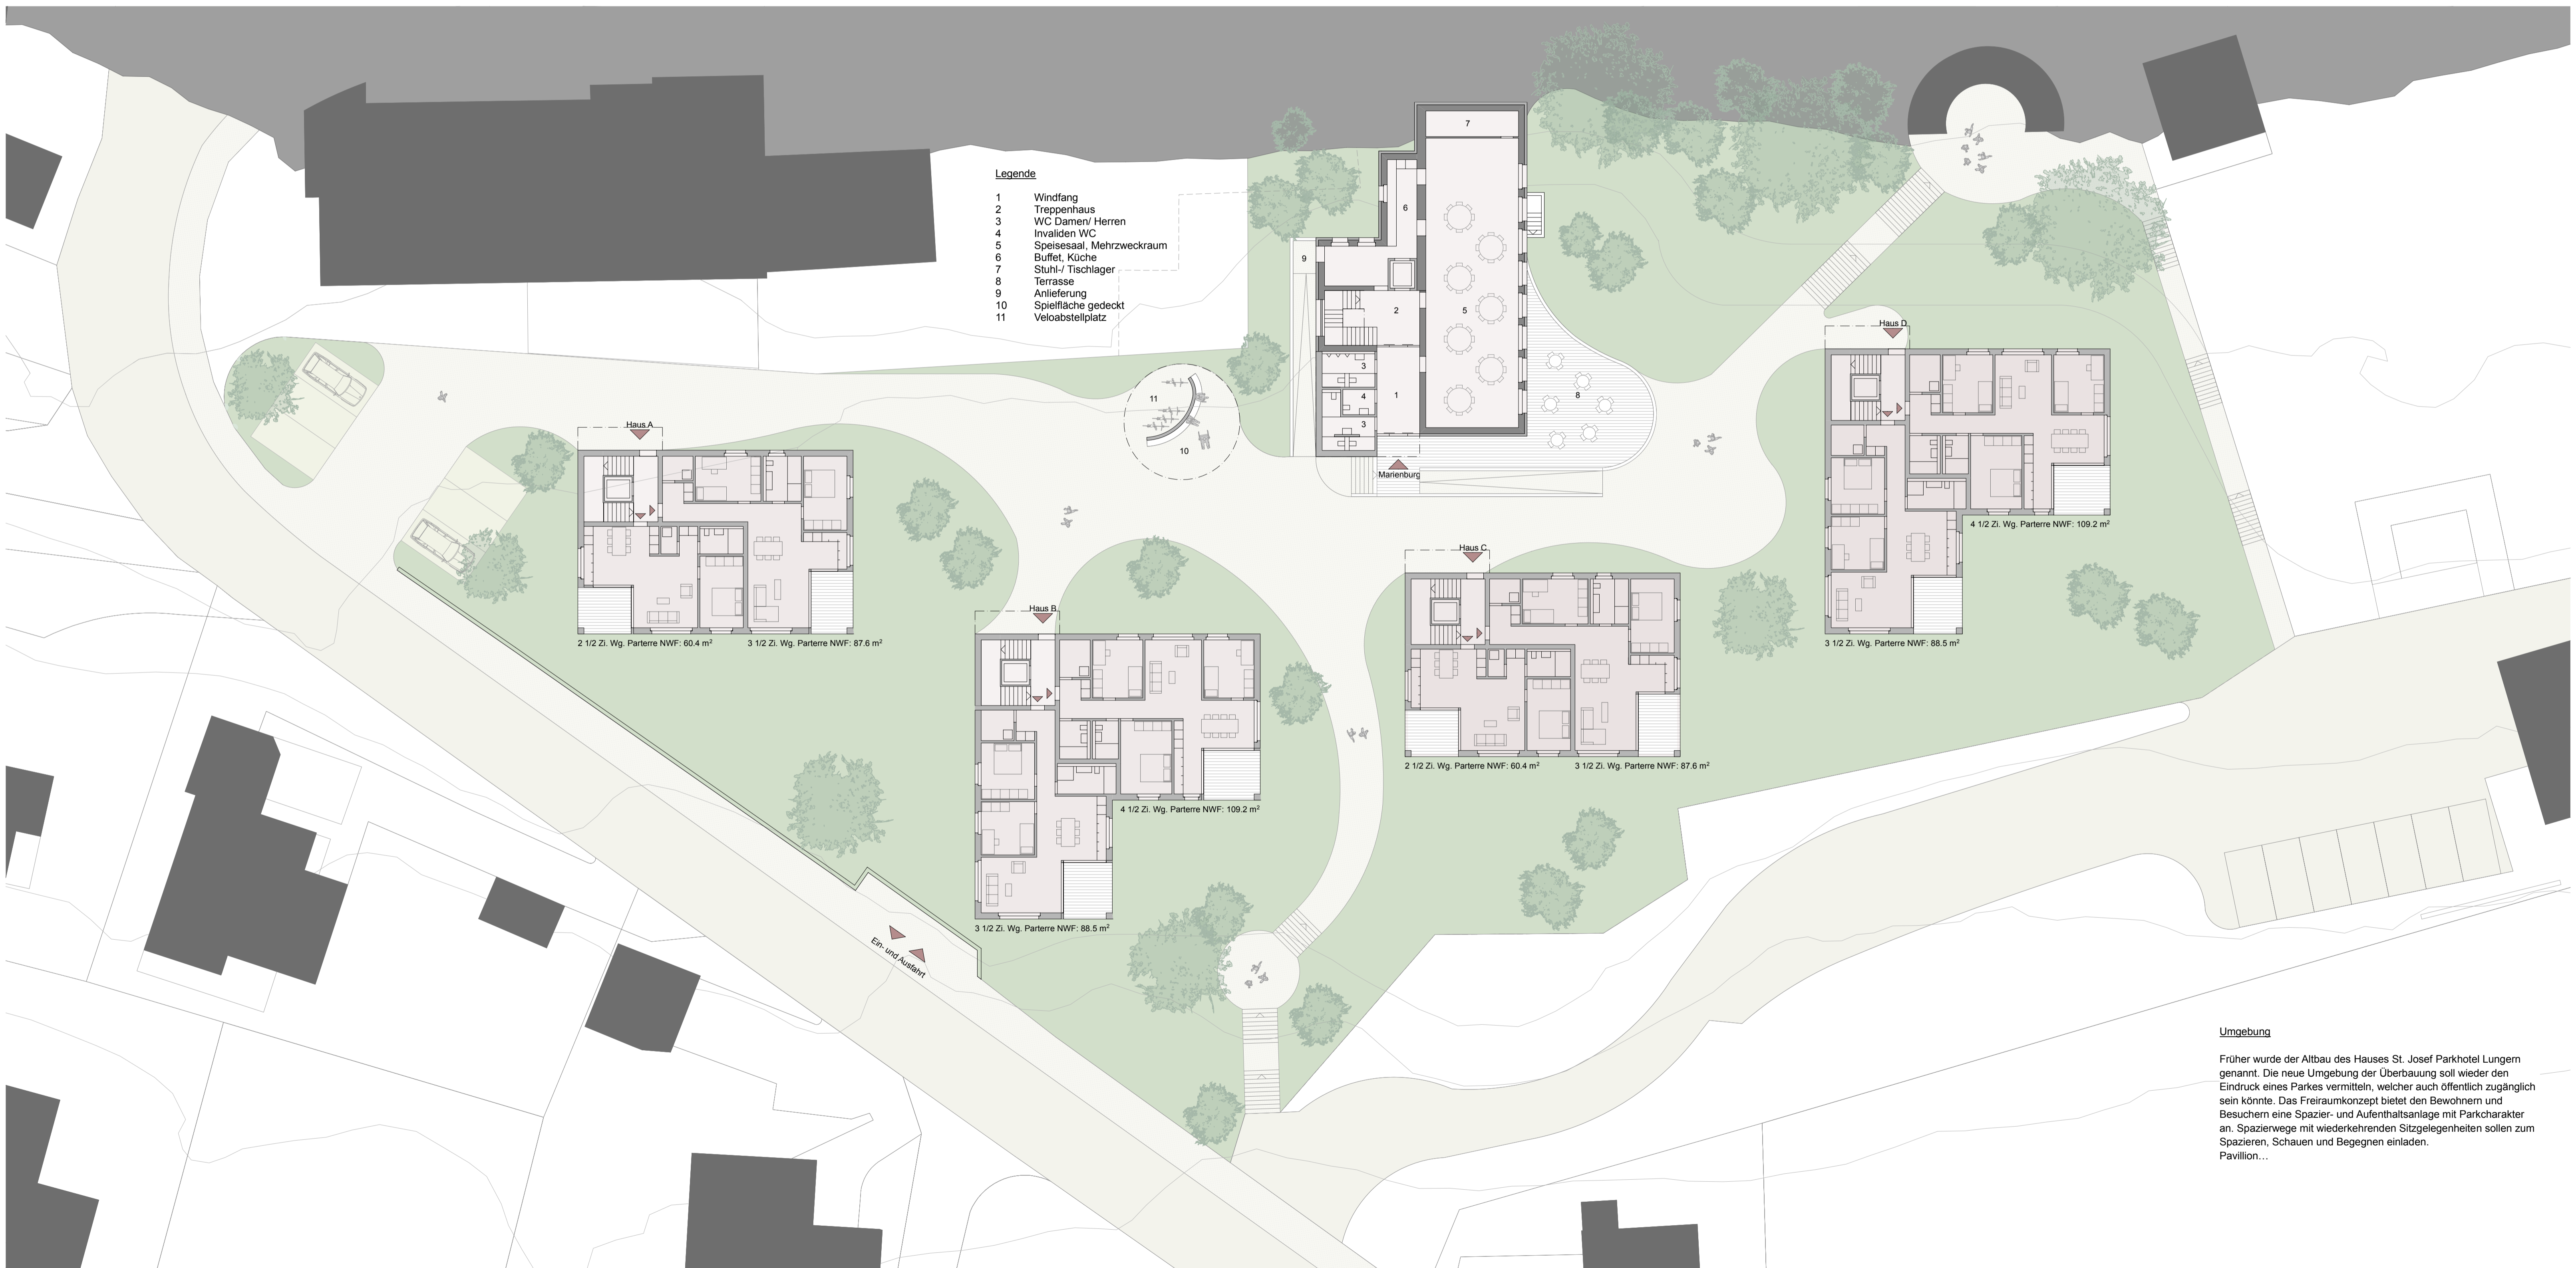 Legende
1 Windfang
2 Treppenhaus
3 WC Damen/ Herren
4 Invaliden WC
5 Speisesaal, Mehrzweckraum
6 Buffet, Küche
7 Stuhl-/ Tischlager
8 Terrasse
9 Anlieferung
10 Spielfläche gedeckt
11 Veloabstellplatz
7
6
9
2
5
3
4
1
3
8
11
10
Marienburg
Haus A
2 1/2 Zi. Wg. Parterre NWF: 60.4 m²
3 1/2 Zi. Wg. Parterre NWF: 87.6 m²
Haus B
4 1/2 Zi. Wg. Parterre NWF: 109.2 m²
3 1/2 Zi. Wg. Parterre NWF: 88.5 m²
Haus C
2 1/2 Zi. Wg. Parterre NWF: 60.4 m²
3 1/2 Zi. Wg. Parterre NWF: 87.6 m²
Haus D
4 1/2 Zi. Wg. Parterre NWF: 109.2 m²
3 1/2 Zi. Wg. Parterre NWF: 88.5 m²
Ein- und Ausfahrt
Umgebung
Früher wurde der Altbau des Hauses St. Josef Parkhotel Lungern
genannt. Die neue Umgebung der Überbauung soll wieder den
Eindruck eines Parkes vermitteln, welcher auch öffentlich zugänglich
sein könnte. Das Freiraumkonzept bietet den Bewohnern und
Besuchern eine Spazier- und Aufenthaltsanlage mit Parkcharakter
an. Spazierwege mit wiederkehrenden Sitzgelegenheiten sollen zum
Spazieren, Schauen und Begegnen einladen.
Pavillion…